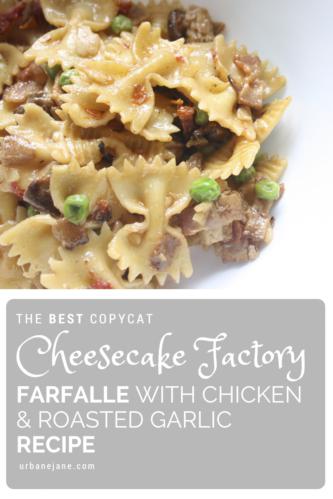 THE BEST COPYCAT
Cheesecake Factory
FARFALLE WITH CHICKEN
& ROASTED GARLIC
RECIPE
urbanejane.com